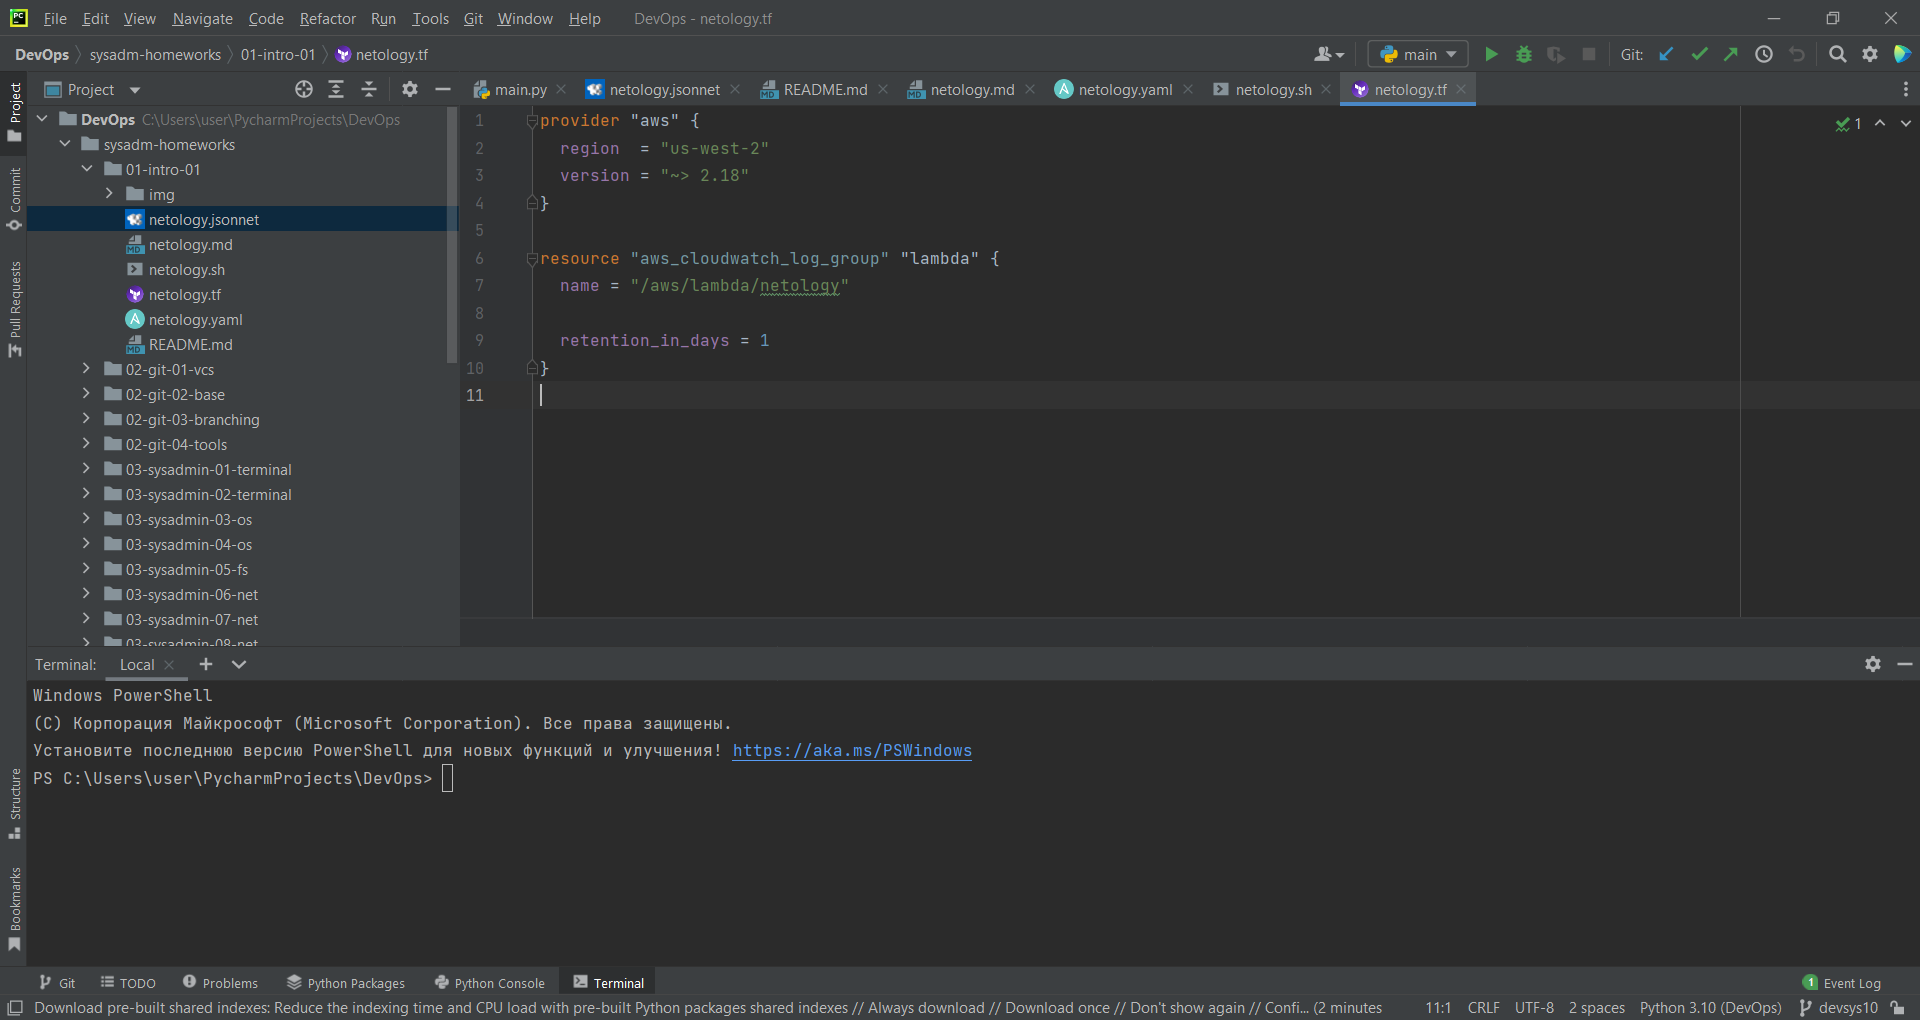 File Edit View Navigate Code Refactor Run Tools Git Window Help DevOps - netology.tf
DevOps sysadm-homeworks 01-intro-01 netology.tf main Git:
Project
main.py netology.jsonnet README.md netology.md netology.yaml netology.sh netology.tf
Project
Commit
Pull Requests
Structure
Bookmarks
DevOps C:\Users\user\PycharmProjects\DevOps
sysadm-homeworks
01-intro-01
img
netology.jsonnet
netology.md
netology.sh
netology.tf
netology.yaml
README.md
02-git-01-vcs
02-git-02-base
02-git-03-branching
02-git-04-tools
03-sysadmin-01-terminal
03-sysadmin-02-terminal
03-sysadmin-03-os
03-sysadmin-04-os
03-sysadmin-05-fs
03-sysadmin-06-net
03-sysadmin-07-net
03-sysadmin-08-net
1 provider "aws" {
2 region = "us-west-2"
3 version = "~> 2.18"
4 }
5
6 resource "aws_cloudwatch_log_group" "lambda" {
7 name = "/aws/lambda/netology"
8
9 retention_in_days = 1
10 }
11
1
Terminal: Local
Windows PowerShell
(C) Корпорация Майкрософт (Microsoft Corporation). Все права защищены.
Установите последнюю версию PowerShell для новых функций и улучшения! https://aka.ms/PSWindows
PS C:\Users\user\PycharmProjects\DevOps>
Git TODO Problems Python Packages Python Console Terminal 1 Event Log
Download pre-built shared indexes: Reduce the indexing time and CPU load with pre-built Python packages shared indexes // Always download // Download once // Don't show again // Confi... (2 minutes 11:1 CRLF UTF-8 2 spaces Python 3.10 (DevOps) devsys10